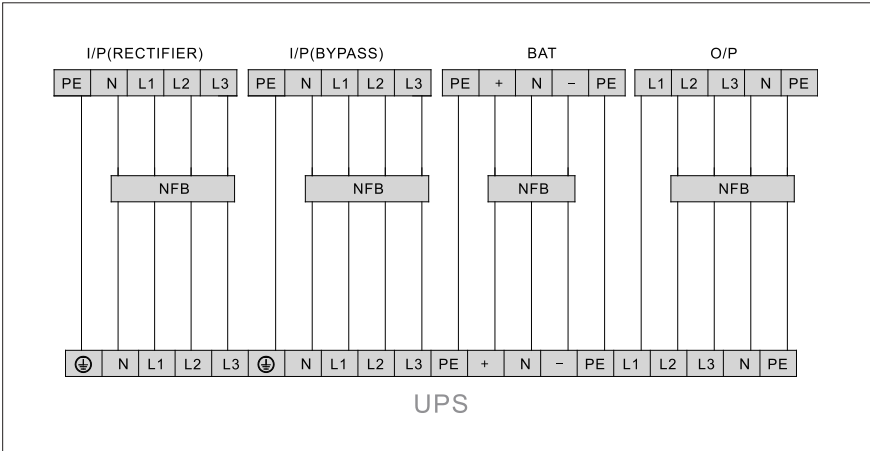 I/P(RECTIFIER) I/P(BYPASS) BAT O/P
PE N L1 L2 L3 PE N L1 L2 L3 PE + N − PE L1 L2 L3 N PE
NFB NFB NFB NFB
N L1 L2 L3 N L1 L2 L3 PE + N − PE L1 L2 L3 N PE
UPS